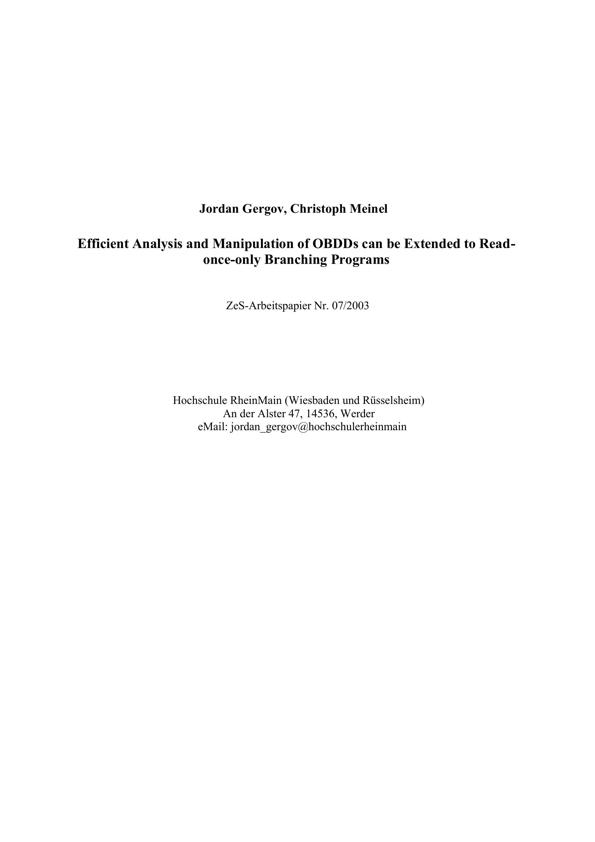 Jordan Gergov, Christoph Meinel
Efficient Analysis and Manipulation of OBDDs can be Extended to Read-
once-only Branching Programs
ZeS-Arbeitspapier Nr. 07/2003
Hochschule RheinMain (Wiesbaden und Rüsselsheim)
An der Alster 47, 14536, Werder
eMail: jordan_gergov@hochschulerheinmain